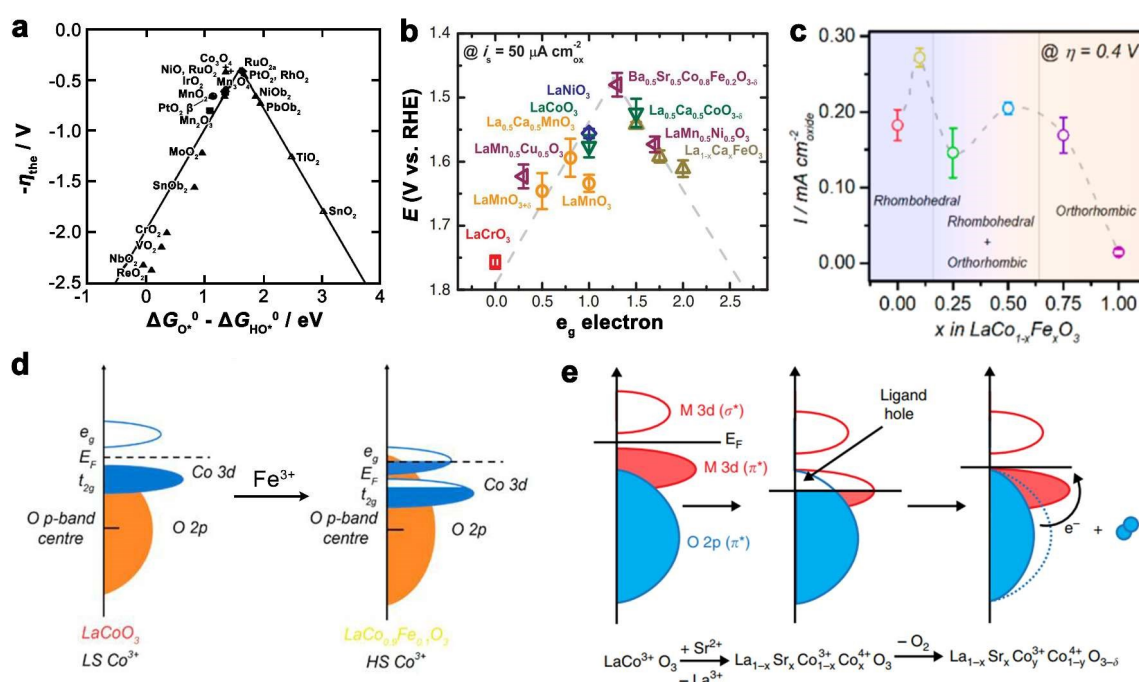 a
0.0
-0.5
-1.0
-1.5
-2.0
-2.5
-η_the / V
-1
0
1
2
3
4
ΔG_O*^0 - ΔG_HO*^0 / eV
Co3O4
NiO, RuO2
IrO2
MnO2
PtO2 β
Mn2O3
Mn3O4
RuO2a
PtO2, RhO2
NiOb2
PbOb2
MoO2
TiO2
SnOb2
SnO2
CrO2
VO2
NbO2
ReO2
b
@ i_s = 50 µA cm^-2_ox
E (V vs. RHE)
1.4
1.5
1.6
1.7
1.8
0.0
0.5
1.0
1.5
2.0
2.5
e_g electron
Ba0.5Sr0.5Co0.8Fe0.2O3-δ
LaNiO3
LaCoO3
La0.5Ca0.5CoO3-δ
La0.5Ca0.5MnO3
LaMn0.5Ni0.5O3
LaMn0.5Cu0.5O3
La1-xCaxFeO3
LaMnO3+δ
LaMnO3
LaCrO3
c
@ η = 0.4 V
I / mA cm^-2_oxide
0.30
0.20
0.10
0.00
Rhombohedral
Rhombohedral
+
Orthorhombic
Orthorhombic
0.00
0.25
0.50
0.75
1.00
x in LaCo1-xFexO3
d
e_g
E_F
t_2g
Co 3d
O p-band
centre
O 2p
LaCoO3
LS Co3+
Fe3+
e_g
E_F
t_2g
Co 3d
O p-band
centre
O 2p
LaCo0.9Fe0.1O3
HS Co3+
e
M 3d (σ*)
E_F
M 3d (π*)
O 2p (π*)
Ligand
hole
e−
+
LaCo3+ O3
+ Sr2+
− La3+
La1−x Srx Co3+1−x Co4+x O3
− O2
La1−x Srx Co3+y Co4+1−y O3−δ